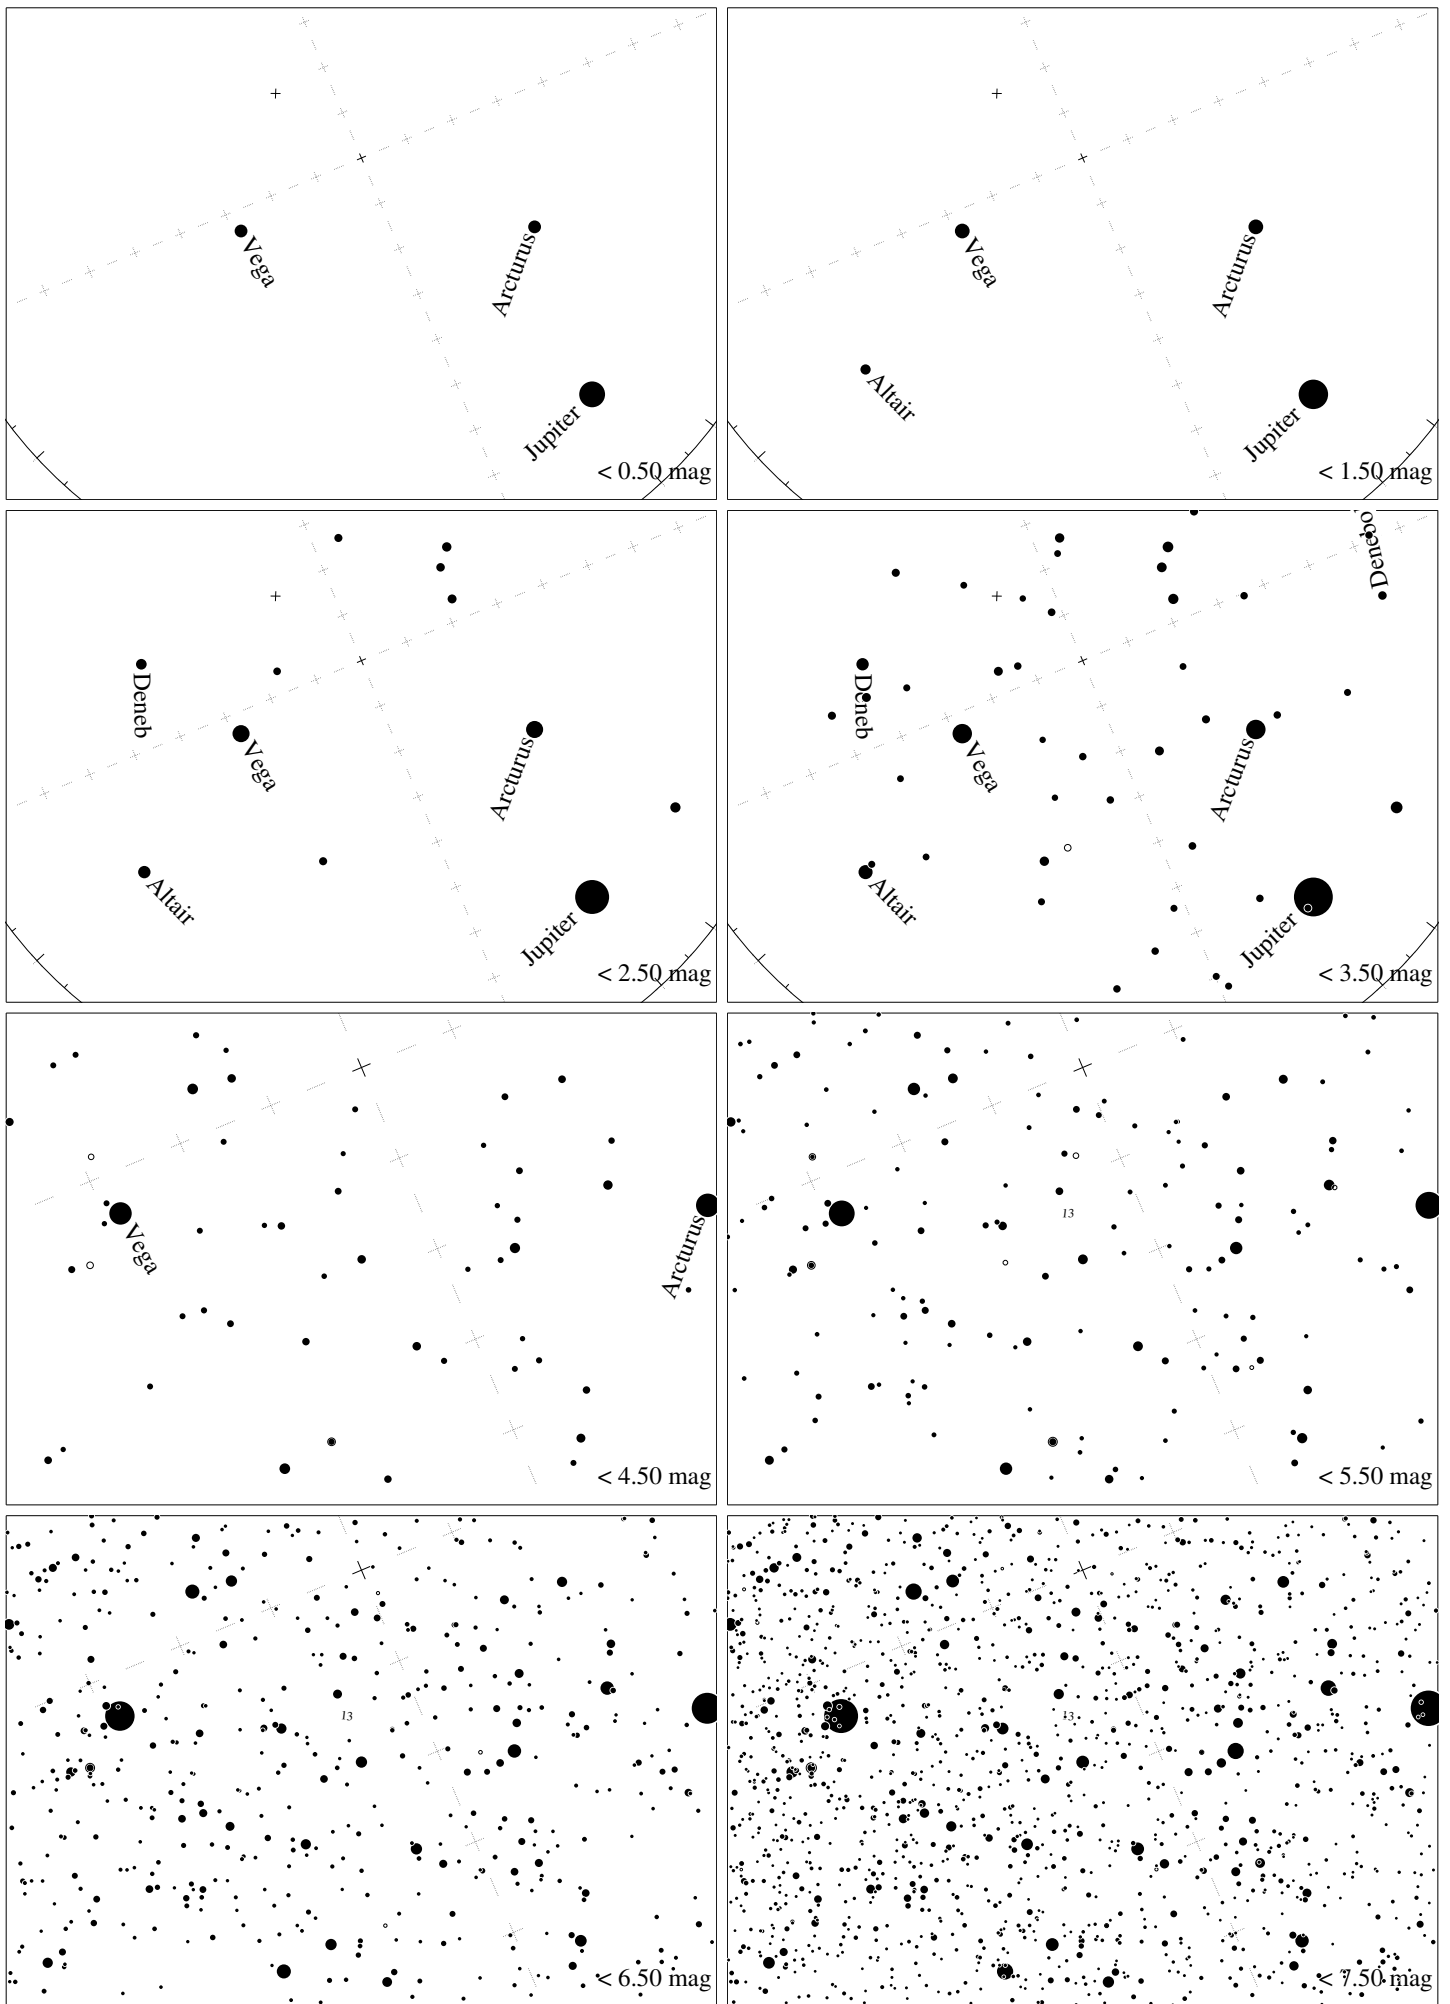 Vega
Arcturus
Jupiter
< 0.50 mag
Vega
Arcturus
Altair
Jupiter
< 1.50 mag
Deneb
Vega
Arcturus
Altair
Jupiter
< 2.50 mag
Denebo
Deneb
Vega
Arcturus
Altair
Jupiter
< 3.50 mag
Vega
Arcturus
< 4.50 mag
13
< 5.50 mag
13
< 6.50 mag
13
< 7.50 mag